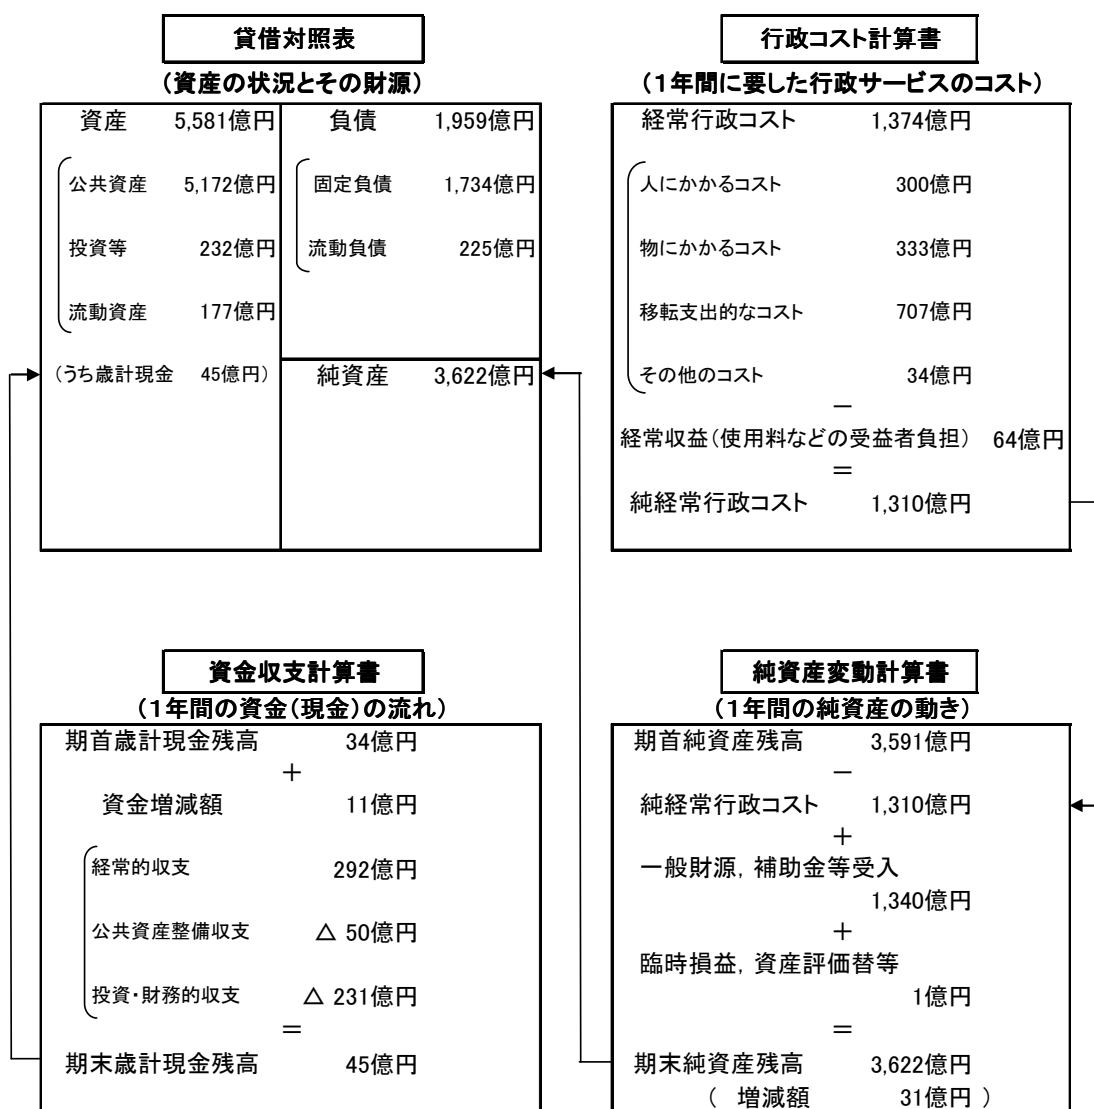 貸借対照表
(資産の状況とその財源)
資産 5,581億円 負債 1,959億円
公共資産 5,172億円 固定負債 1,734億円
投資等 232億円 流動負債 225億円
流動資産 177億円
(うち歳計現金 45億円) 純資産 3,622億円
行政コスト計算書
(1年間に要した行政サービスのコスト)
経常行政コスト 1,374億円
人にかかるコスト 300億円
物にかかるコスト 333億円
移転支出的なコスト 707億円
その他のコスト 34億円
－
経常収益(使用料などの受益者負担) 64億円
＝
純経常行政コスト 1,310億円
資金収支計算書
(1年間の資金(現金)の流れ)
期首歳計現金残高 34億円
＋
資金増減額 11億円
経常的収支 292億円
公共資産整備収支 △ 50億円
投資・財務的収支 △ 231億円
＝
期末歳計現金残高 45億円
純資産変動計算書
(1年間の純資産の動き)
期首純資産残高 3,591億円
－
純経常行政コスト 1,310億円
＋
一般財源，補助金等受入
1,340億円
＋
臨時損益，資産評価替等
1億円
＝
期末純資産残高 3,622億円
( 増減額 31億円 )